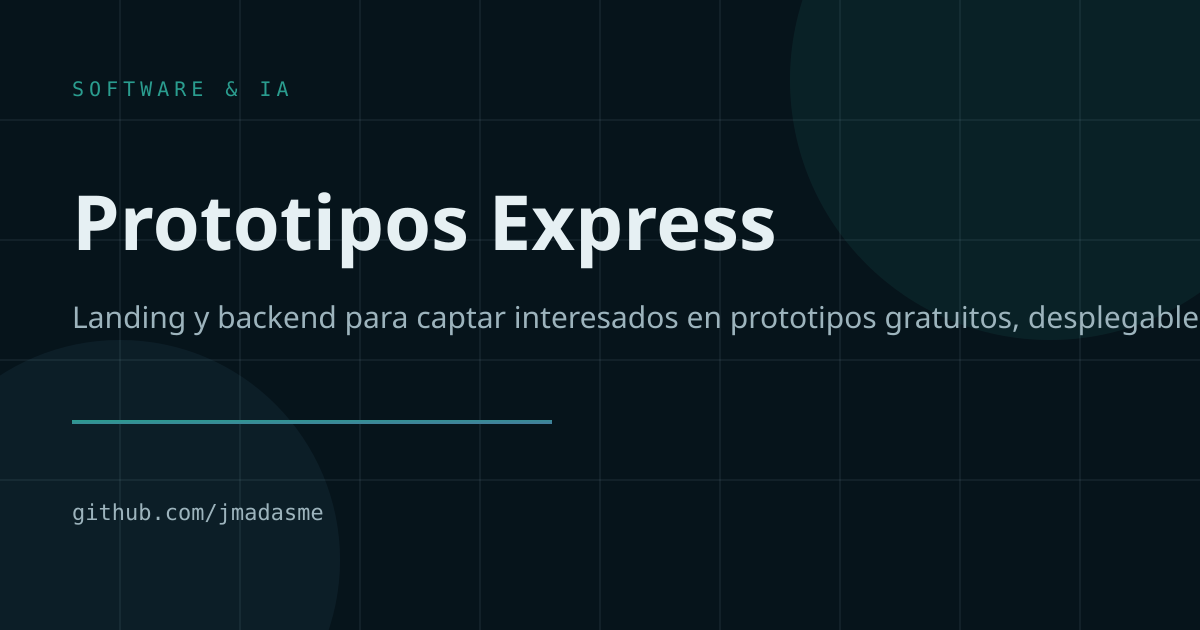 SOFTWARE & IA
Prototipos Express
Landing y backend para captar interesados en prototipos gratuitos, desplegable
github.com/jmadasme